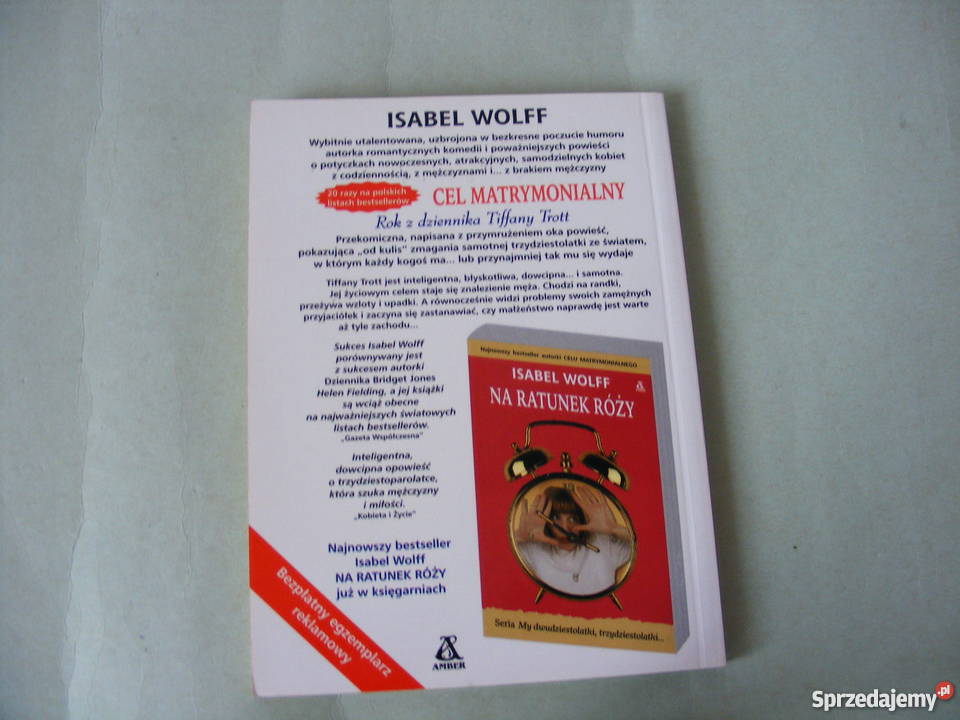 ISABEL WOLFF
Wybitnie utalentowana, uzbrojona w bezkresne poczucie humoru
autorka romantycznych komedii i poważniejszych powieści
o potyczkach nowoczesnych, atrakcyjnych, samodzielnych kobiet
z codziennością, z mężczyznami i... z brakiem mężczyzny
20 razy na polskich
listach bestsellerów
CEL MATRYMONIALNY
Rok z dziennika Tiffany Trott
Przekomiczna, napisana z przymrużeniem oka powieść,
pokazująca „od kulis” zmagania samotnej trzydziestolatki ze światem,
w którym każdy kogoś ma... lub przynajmniej tak mu się wydaje
Tiffany Trott jest inteligentna, błyskotliwa, dowcipna... i samotna.
Jej życiowym celem staje się znalezienie męża. Chodzi na randki,
przeżywa wzloty i upadki. A równocześnie widzi problemy swoich zamężnych
przyjaciółek i zaczyna się zastanawiać, czy małżeństwo naprawdę jest warte
aż tyle zachodu...
Sukces Isabel Wolff
porównywany jest
z sukcesem autorki
Dziennika Bridget Jones
Helen Fielding, a jej książki
są wciąż obecne
na najważniejszych światowych
listach bestsellerów.
„Gazeta Współczesna”
Inteligentna,
dowcipna opowieść
o trzydziestoparolatce,
która szuka mężczyzny
i miłości.
„Kobieta i Życie”
Najnowszy bestseller
Isabel Wolff
NA RATUNEK RÓŻY
już w księgarniach
Bezpłatny egzemplarz
reklamowy
AMBER
Najnowszy bestseller autorki CELU MATRYMONIALNEGO
ISABEL WOLFF
NA RATUNEK RÓŻY
Seria My dwudziestolatki, trzydziestolatki...
Sprzedajemy.pl